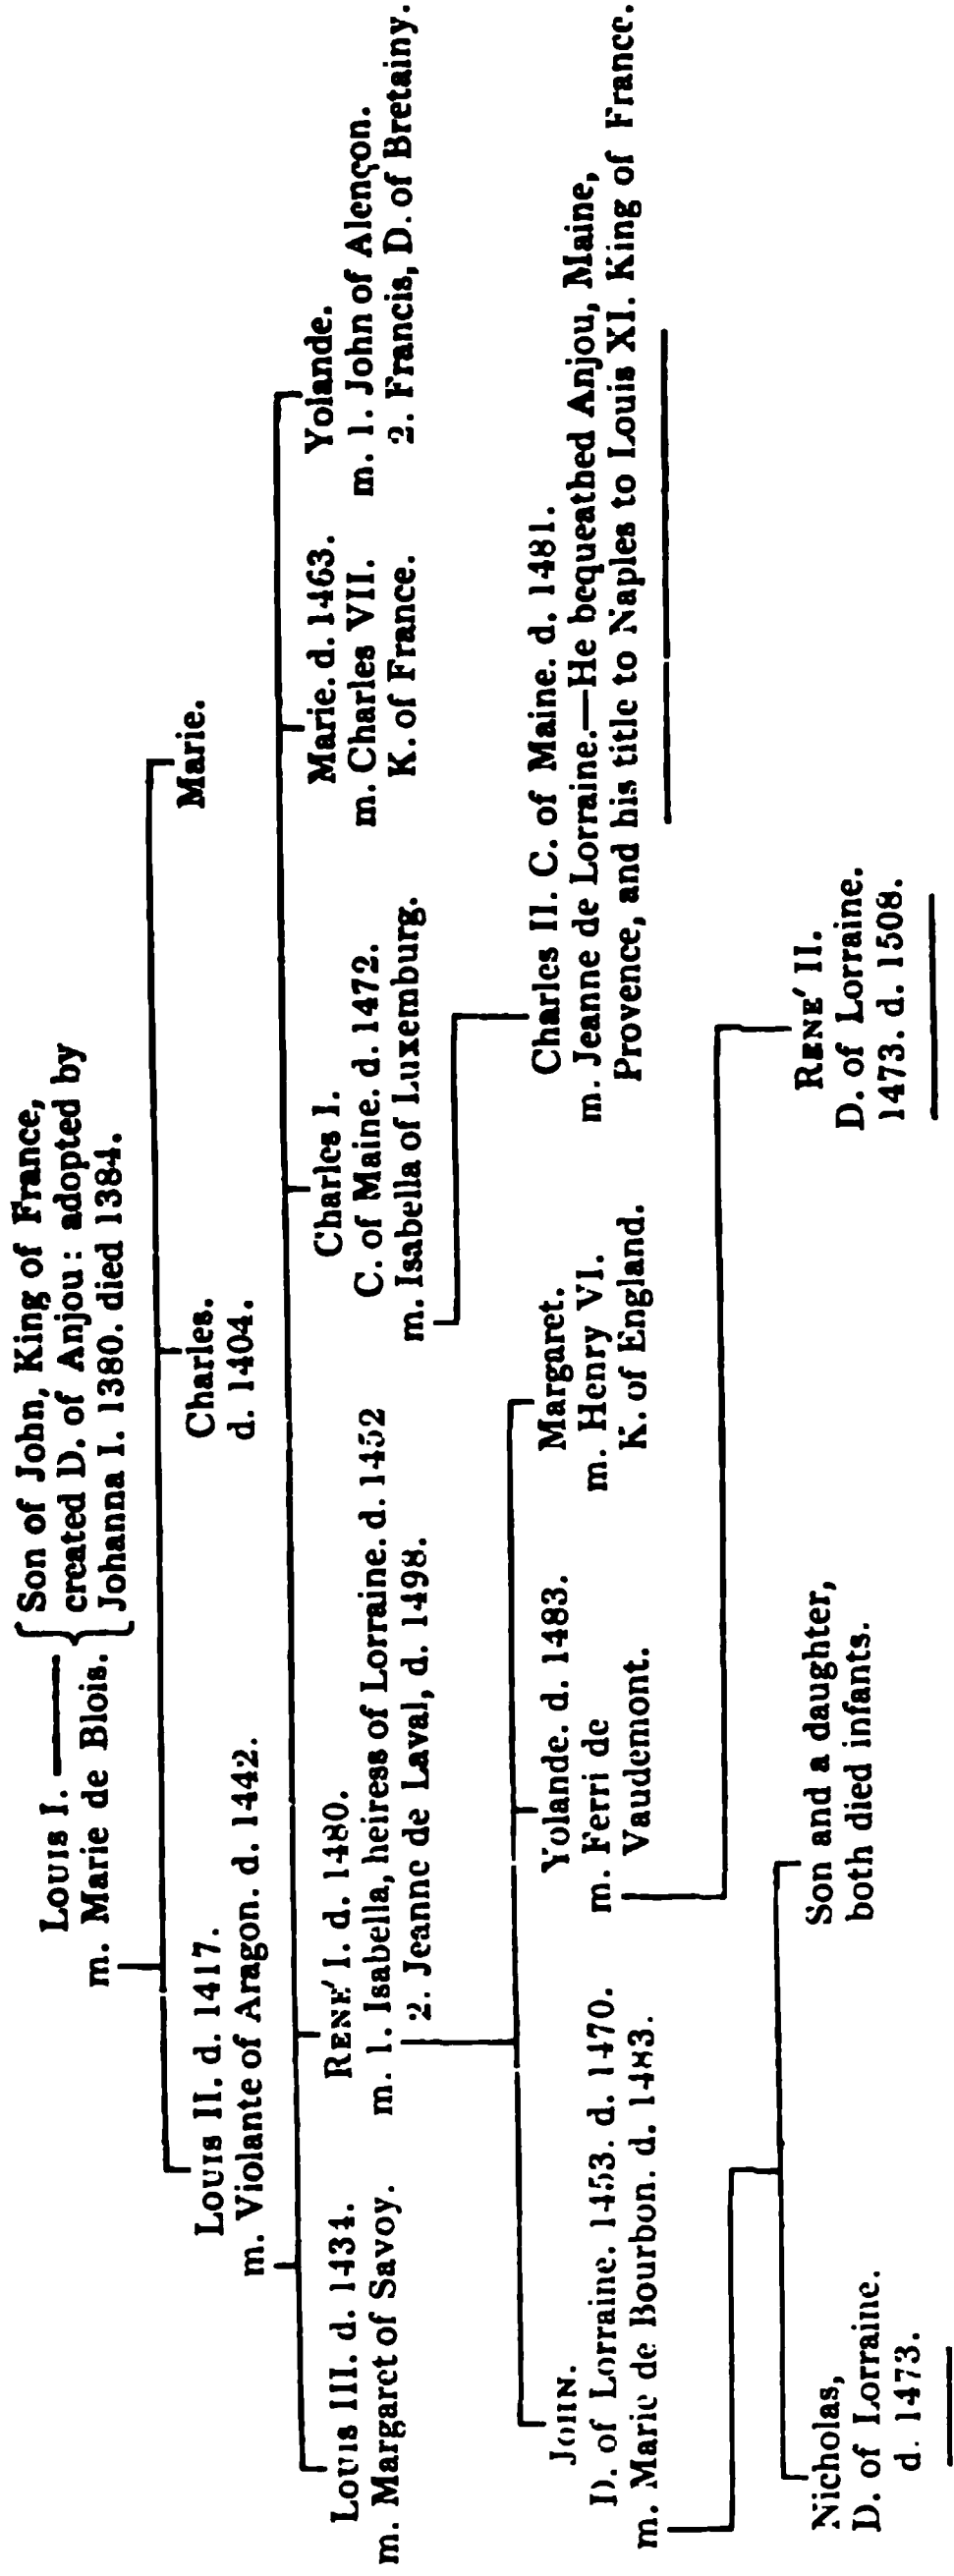 LOUIS I. —
m. Marie de Blois.
Son of John, King of France,
created D. of Anjou: adopted by
Johanna I. 1380. died 1384.
LOUIS II. d. 1417.
m. Violante of Aragon. d. 1442.
Charles.
d. 1404.
Marie.
LOUIS III. d. 1434.
m. Margaret of Savoy.
RENE' I. d. 1480.
m. 1. Isabella, heiress of Lorraine. d. 1452
2. Jeanne de Laval, d. 1498.
Charles I.
C. of Maine. d. 1472.
m. Isabella of Luxemburg.
Marie. d. 1463.
m. Charles VII.
K. of France.
Yolande.
m. 1. John of Alençon.
2. Francis, D. of Bretainy.
JOHN.
D. of Lorraine. 1453. d. 1470.
m. Marie de Bourbon. d. 1483.
Yolande. d. 1483.
m. Ferri de
Vaudemont.
Margaret.
m. Henry VI.
K. of England.
Charles II. C. of Maine. d. 1481.
m. Jeanne de Lorraine.—He bequeathed Anjou, Maine,
Provence, and his title to Naples to Louis XI. King of France.
Nicholas,
D. of Lorraine.
d. 1473.
Son and a daughter,
both died infants.
RENE' II.
D. of Lorraine.
1473. d. 1508.